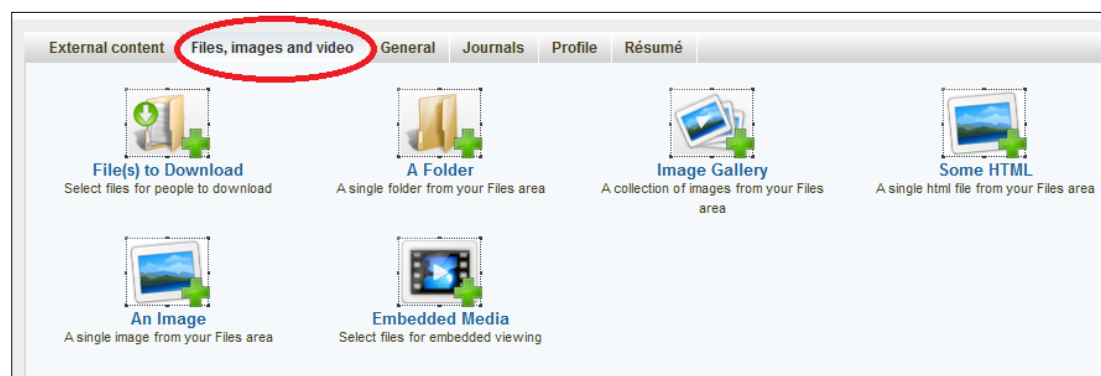 External content Files, images and video General Journals Profile Résumé
File(s) to Download
Select files for people to download
A Folder
A single folder from your Files area
Image Gallery
A collection of images from your Files
area
Some HTML
A single html file from your Files area
An Image
A single image from your Files area
Embedded Media
Select files for embedded viewing